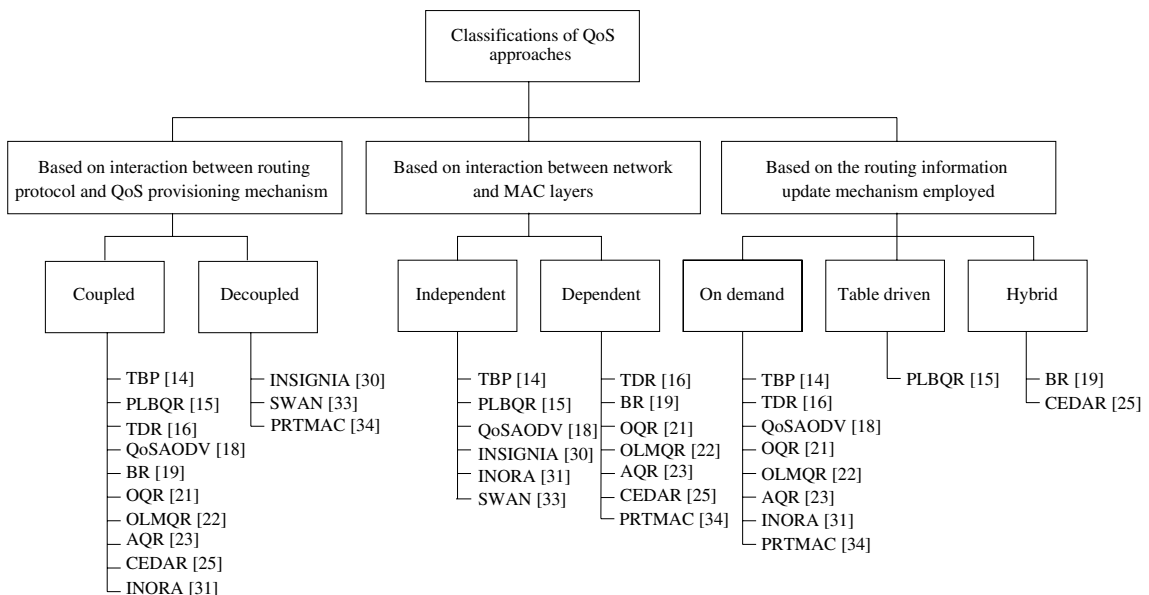 Classifications of QoS
approaches
Based on interaction between routing
protocol and QoS provisioning mechanism
Based on interaction between network
and MAC layers
Based on the routing information
update mechanism employed
Coupled
Decoupled
Independent
Dependent
On demand
Table driven
Hybrid
TBP [14]
PLBQR [15]
TDR [16]
QoSAODV [18]
BR [19]
OQR [21]
OLMQR [22]
AQR [23]
CEDAR [25]
INORA [31]
INSIGNIA [30]
SWAN [33]
PRTMAC [34]
TBP [14]
PLBQR [15]
QoSAODV [18]
INSIGNIA [30]
INORA [31]
SWAN [33]
TDR [16]
BR [19]
OQR [21]
OLMQR [22]
AQR [23]
CEDAR [25]
PRTMAC [34]
TBP [14]
TDR [16]
QoSAODV [18]
OQR [21]
OLMQR [22]
AQR [23]
INORA [31]
PRTMAC [34]
PLBQR [15]
BR [19]
CEDAR [25]